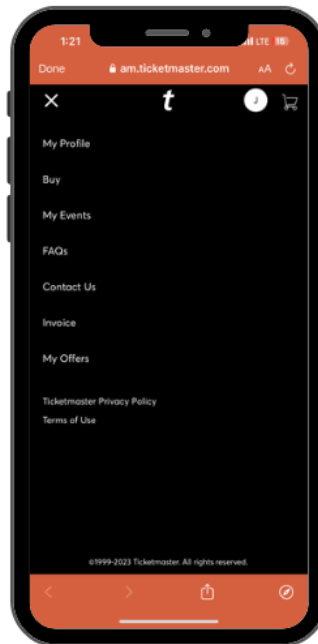 1:21 LTE 15
Done am.ticketmaster.com AA
t J
My Profile
Buy
My Events
FAQs
Contact Us
Invoice
My Offers
Ticketmaster Privacy Policy
Terms of Use
©1999-2023 Ticketmaster. All rights reserved.